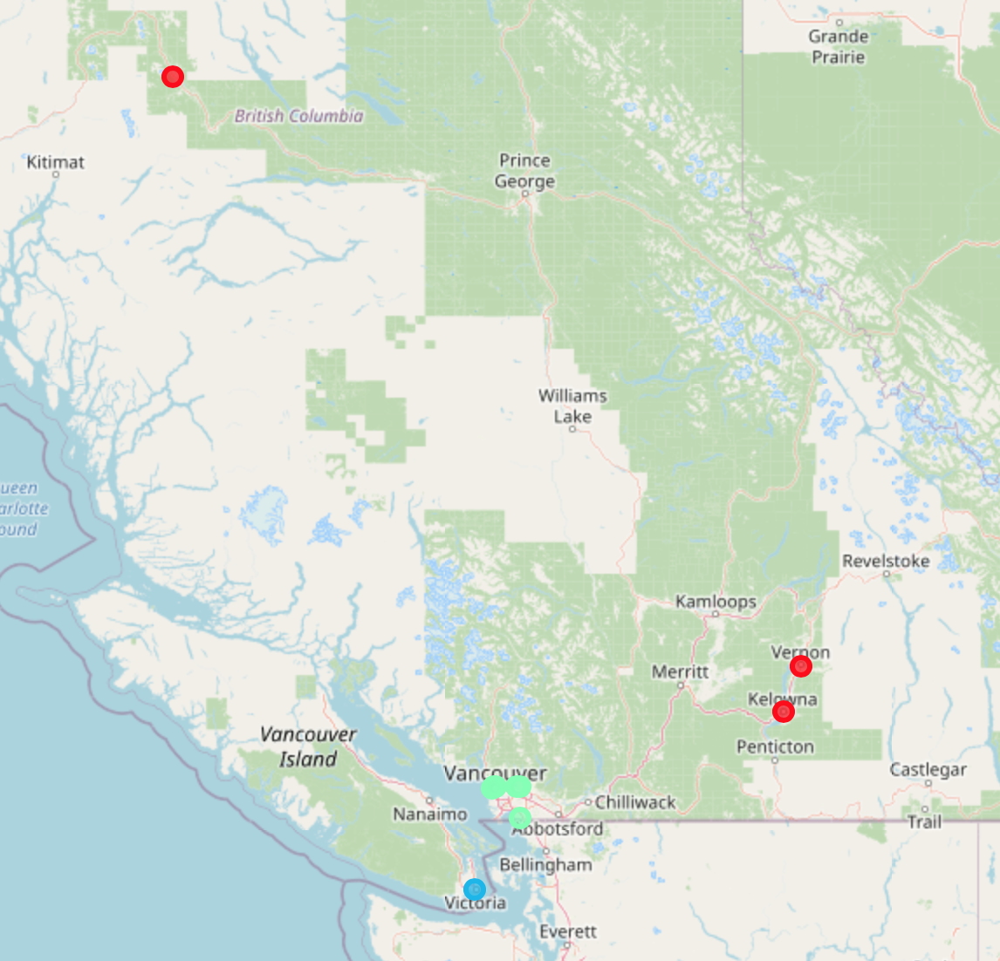 Grande
Prairie
British Columbia
Kitimat
Prince
George
Williams
Lake
ueen
arlotte
ound
Revelstoke
Kamloops
Vernon
Merritt
Kelowna
Vancouver
Island
Penticton
Vancouver
Castlegar
Chilliwack
Nanaimo
Trail
Abbotsford
Bellingham
Victoria
Everett